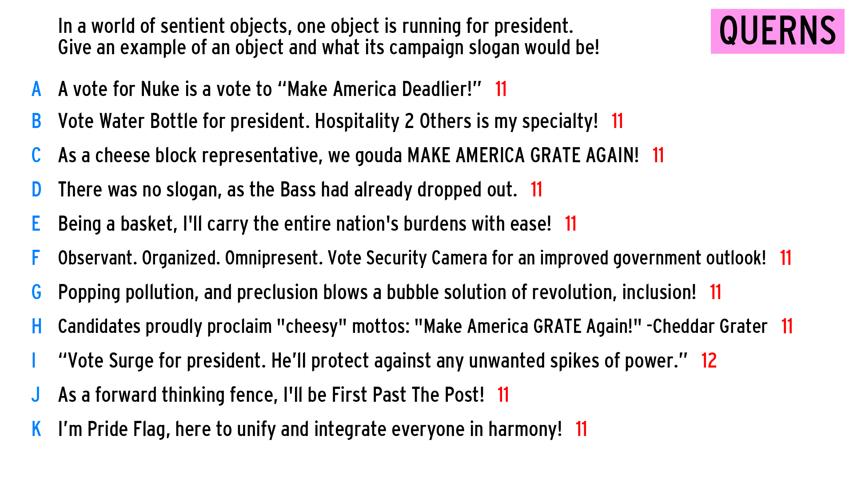 In a world of sentient objects, one object is running for president.
Give an example of an object and what its campaign slogan would be!
QUERNS
A A vote for Nuke is a vote to “Make America Deadlier!” 11
B Vote Water Bottle for president. Hospitality 2 Others is my specialty! 11
C As a cheese block representative, we gouda MAKE AMERICA GRATE AGAIN! 11
D There was no slogan, as the Bass had already dropped out. 11
E Being a basket, I'll carry the entire nation's burdens with ease! 11
F Observant. Organized. Omnipresent. Vote Security Camera for an improved government outlook! 11
G Popping pollution, and preclusion blows a bubble solution of revolution, inclusion! 11
H Candidates proudly proclaim "cheesy" mottos: "Make America GRATE Again!" -Cheddar Grater 11
I “Vote Surge for president. He’ll protect against any unwanted spikes of power.” 12
J As a forward thinking fence, I'll be First Past The Post! 11
K I’m Pride Flag, here to unify and integrate everyone in harmony! 11